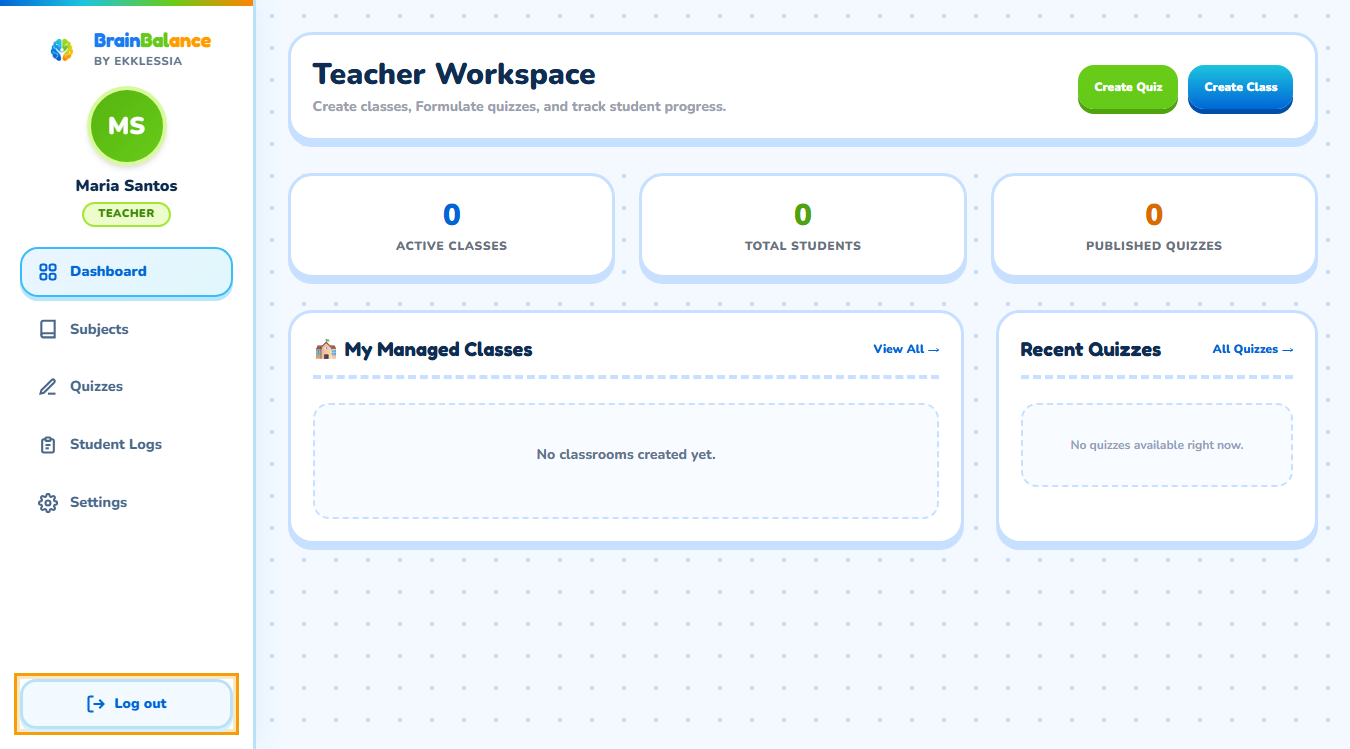 BrainBalance
BY EKKLESSIA
MS
Maria Santos
TEACHER
Dashboard
Subjects
Quizzes
Student Logs
Settings
Log out
Teacher Workspace
Create classes, Formulate quizzes, and track student progress.
Create Quiz
Create Class
0
ACTIVE CLASSES
0
TOTAL STUDENTS
0
PUBLISHED QUIZZES
My Managed Classes
View All →
No classrooms created yet.
Recent Quizzes
All Quizzes →
No quizzes available right now.